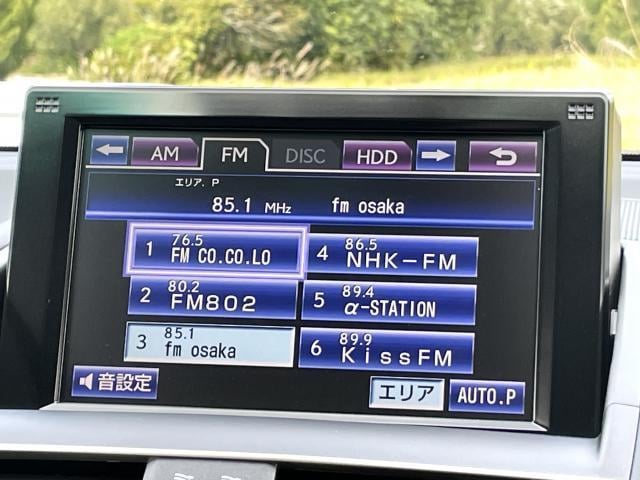 AM FM DISC HDD
エリア. P
85.1 MHz fm osaka
1 76.5 FM CO.CO.LO
4 86.5 NHK-FM
2 80.2 FM802
5 89.4 α-STATION
3 85.1 fm osaka
6 89.9 KissFM
音設定
エリア
AUTO.P